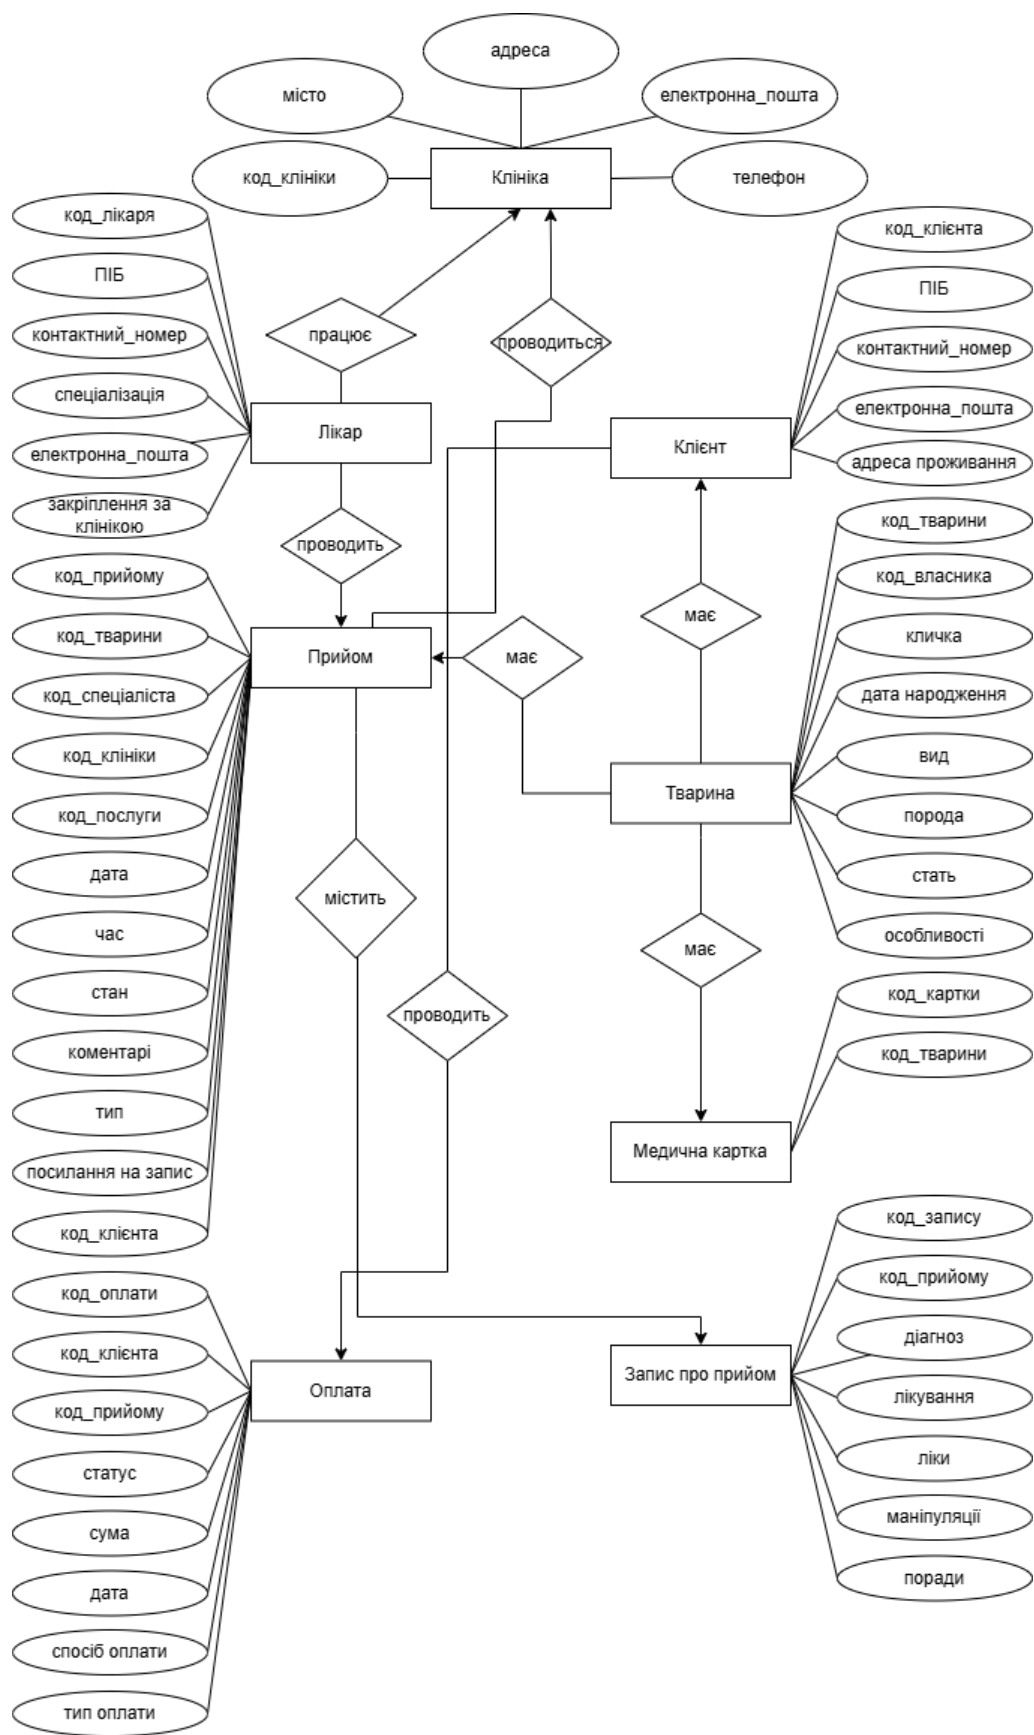 адреса
місто
електронна_пошта
код_клініки
Клініка
телефон
код_лікаря
ПІБ
контактний_номер
спеціалізація
електронна_пошта
закріплення за
клінікою
працює
проводиться
Лікар
проводить
код_клієнта
ПІБ
контактний_номер
електронна_пошта
адреса проживання
Клієнт
код_прийому
код_тварини
код_спеціаліста
код_клініки
код_послуги
дата
час
стан
коментарі
тип
посилання на запис
код_клієнта
Прийом
має
має
код_тварини
код_власника
кличка
дата народження
вид
порода
стать
особливості
Тварина
містить
проводить
має
код_картки
код_тварини
Медична картка
код_оплати
код_клієнта
код_прийому
статус
сума
дата
спосіб оплати
тип оплати
Оплата
Запис про прийом
код_запису
код_прийому
діагноз
лікування
ліки
маніпуляції
поради